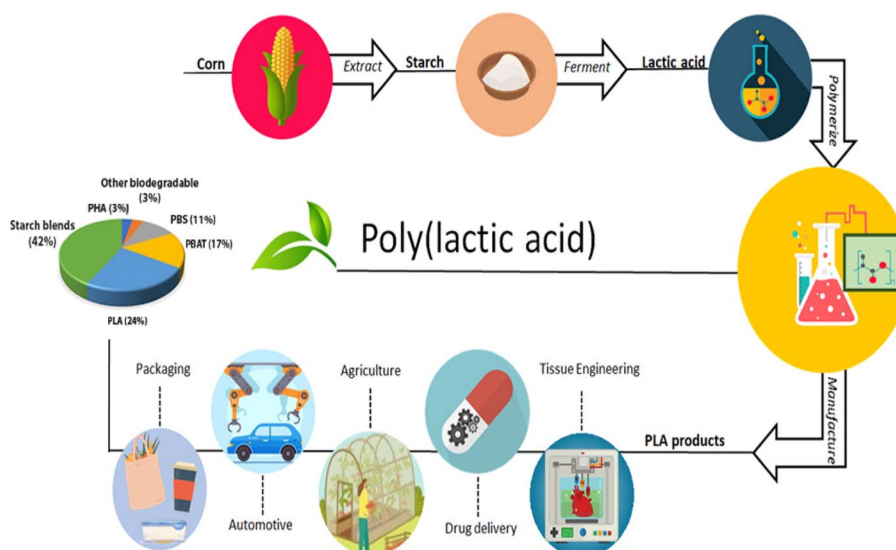 Corn
Extract
Starch
Ferment
Lactic acid
Polymerize
Other biodegradable
(3%)
PHA (3%)
PBS (11%)
Starch blends
(42%)
PBAT (17%)
PLA (24%)
Poly(lactic acid)
n
Manufacture
PLA products
Packaging
Automotive
Agriculture
Drug delivery
Tissue Engineering